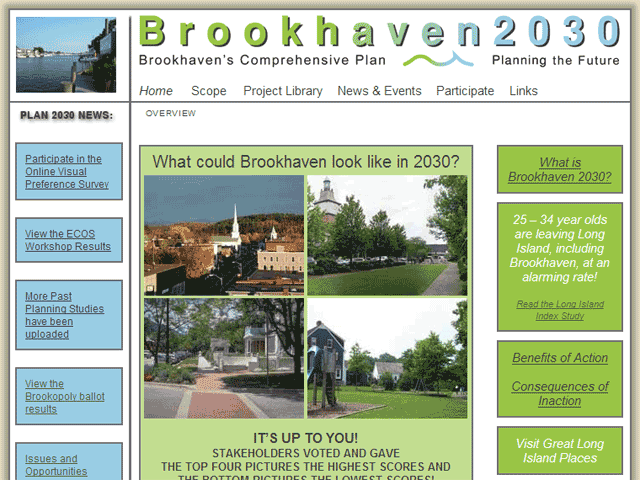 Brookhaven2030
Brookhaven's Comprehensive Plan
Planning the Future
Home Scope Project Library News & Events Participate Links
PLAN 2030 NEWS:
OVERVIEW
Participate in the
Online Visual
Preference Survey
View the ECOS
Workshop Results
More Past
Planning Studies
have been
uploaded
View the
Brookopoly ballot
results
Issues and
Opportunities
What could Brookhaven look like in 2030?
IT'S UP TO YOU!
STAKEHOLDERS VOTED AND GAVE
THE TOP FOUR PICTURES THE HIGHEST SCORES AND
THE BOTTOM PICTURES THE LOWEST SCORES!
What is
Brookhaven 2030?
25 – 34 year olds
are leaving Long
Island, including
Brookhaven, at an
alarming rate!
Read the Long Island
Index Study
Benefits of Action
Consequences of
Inaction
Visit Great Long
Island Places